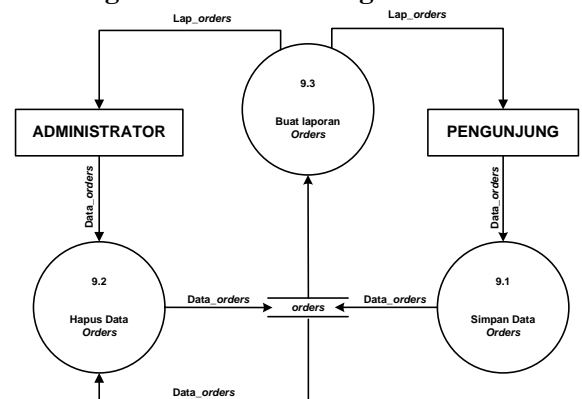 Lap_orders
Lap_orders
9.3
Buat laporan
Orders
ADMINISTRATOR
PENGUNJUNG
Data_orders
Data_orders
9.2
Hapus Data
Orders
Data_orders
orders
Data_orders
9.1
Simpan Data
Orders
Data_orders